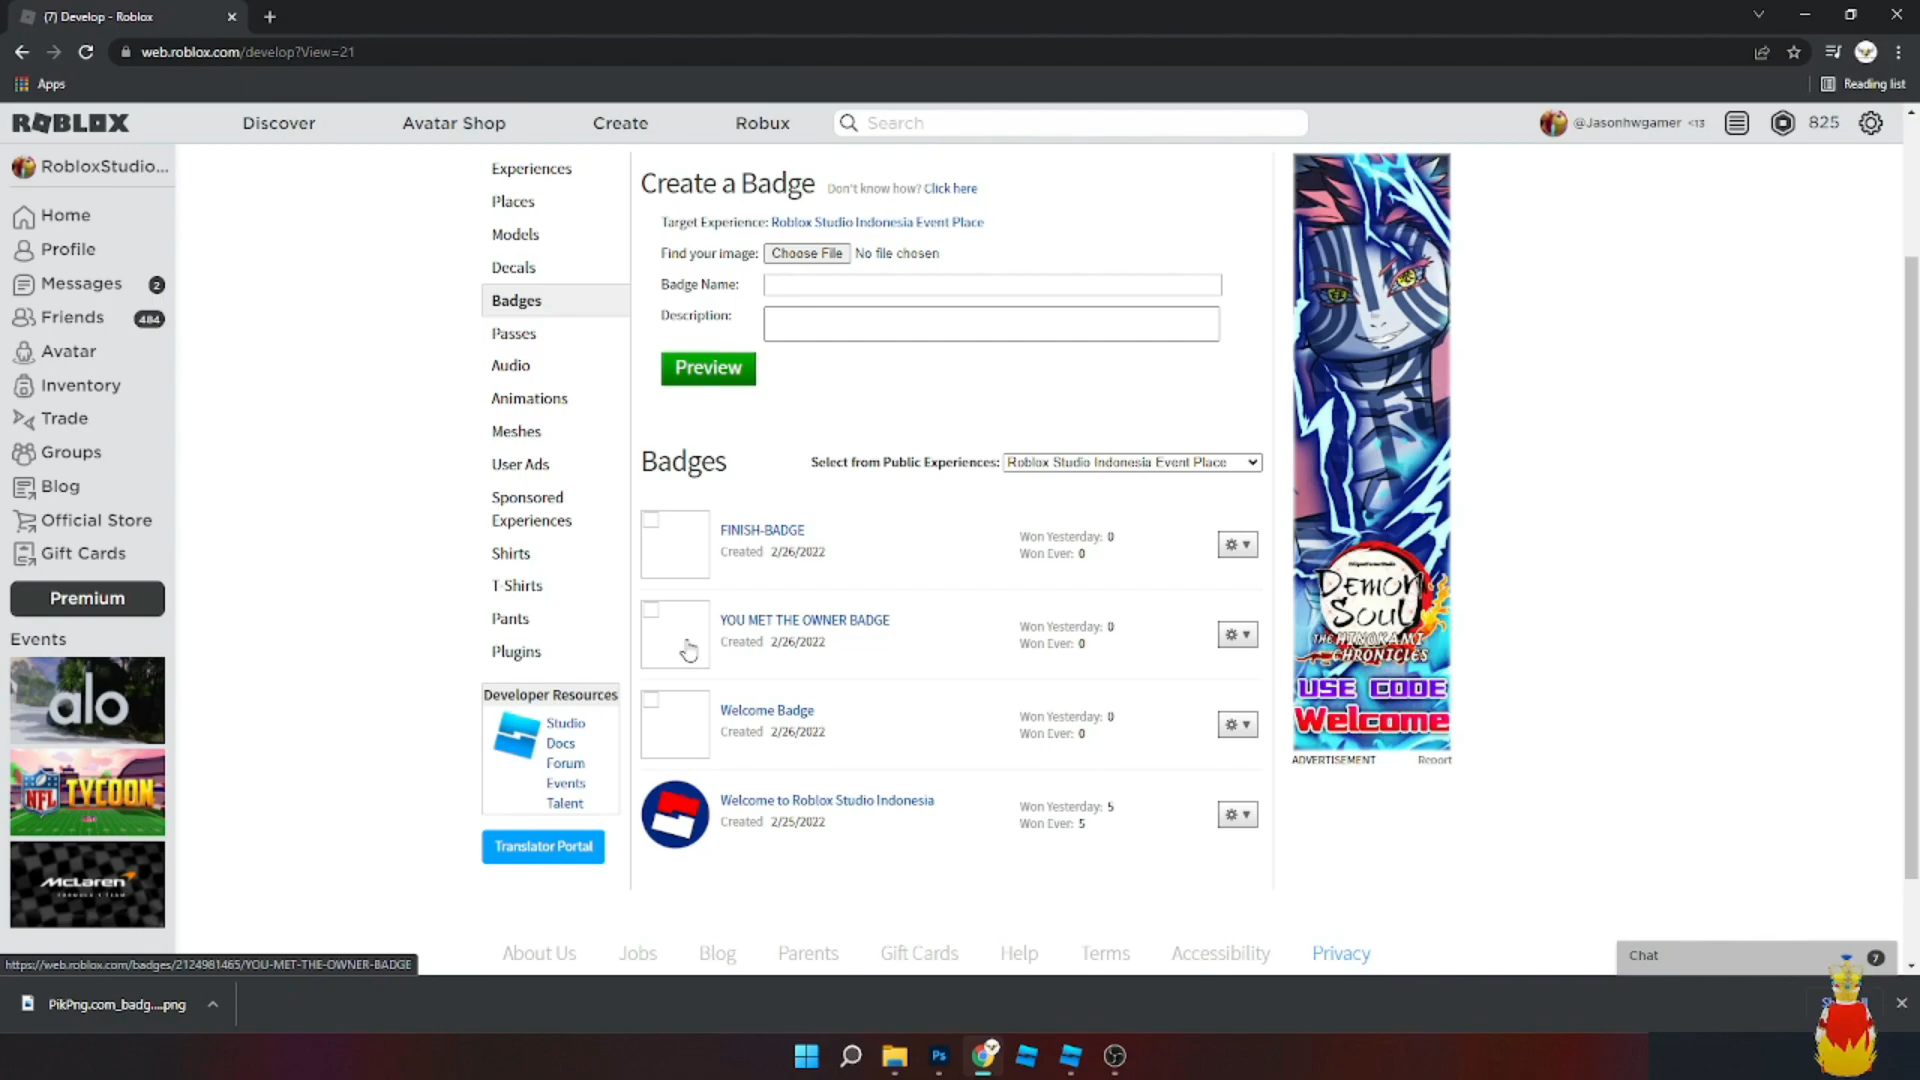 (7) Develop - Roblox
web.roblox.com/develop?View=21
Apps
Reading list
ROBLOX
Discover
Avatar Shop
Create
Robux
Search
@Jasonhwgamer <13
825
RobloxStudio...
Home
Profile
Messages 2
Friends 484
Avatar
Inventory
Trade
Groups
Blog
Official Store
Gift Cards
Premium
Events
alo
NFL TYCOON
McLaren
Experiences
Places
Models
Decals
Badges
Passes
Audio
Animations
Meshes
User Ads
Sponsored
Experiences
Shirts
T-Shirts
Pants
Plugins
Developer Resources
Studio
Docs
Forum
Events
Talent
Translator Portal
Create a Badge Don't know how? Click here
Target Experience: Roblox Studio Indonesia Event Place
Find your image: Choose File No file chosen
Badge Name:
Description:
Preview
Badges
Select from Public Experiences: Roblox Studio Indonesia Event Place
FINISH-BADGE
Created 2/26/2022
Won Yesterday: 0
Won Ever: 0
YOU MET THE OWNER BADGE
Created 2/26/2022
Won Yesterday: 0
Won Ever: 0
Welcome Badge
Created 2/26/2022
Won Yesterday: 0
Won Ever: 0
Welcome to Roblox Studio Indonesia
Created 2/25/2022
Won Yesterday: 5
Won Ever: 5
DEMON
SOUL
THE HINOKAMI
CHRONICLES
USE CODE
Welcome
ADVERTISEMENT
Report
About Us
Jobs
Blog
Parents
Gift Cards
Help
Terms
Accessibility
Privacy
Chat
7
https://web.roblox.com/badges/2124981465/YOU-MET-THE-OWNER-BADGE
PikPng.com_badg....png
Ps